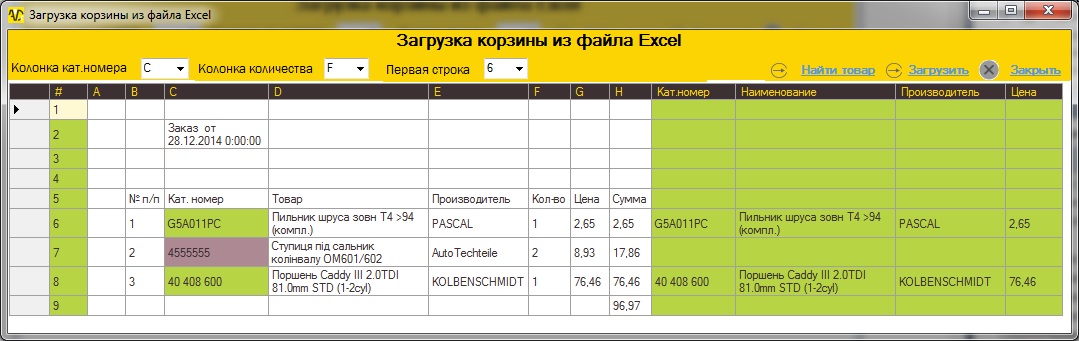 Загрузка корзины из файла Excel
Загрузка корзины из файла Excel
Колонка кат.номера C Колонка количества F Первая строка 6 Найти товар Загрузить Закрыть
# A B C D E F G H Кат.номер Наименование Производитель Цена
1
2 Заказ от
28.12.2014 0:00:00
3
4
5 № п/п Кат. номер Товар Производитель Кол-во Цена Сумма
6 1 G5A011PC Пильник шруса зовн T4 >94 PASCAL 1 2,65 2,65 G5A011PC Пильник шруса зовн T4 >94 PASCAL 2,65
(компл.) (компл.)
7 2 4555555 Ступиця під сальник AutoTechteile 2 8,93 17,86
колінвалу OM601/602
8 3 40 408 600 Поршень Caddy III 2.0TDI KOLBENSCHMIDT 1 76,46 76,46 40 408 600 Поршень Caddy III 2.0TDI KOLBENSCHMIDT 76,46
81.0mm STD (1-2cyl) 81.0mm STD (1-2cyl)
9 96,97